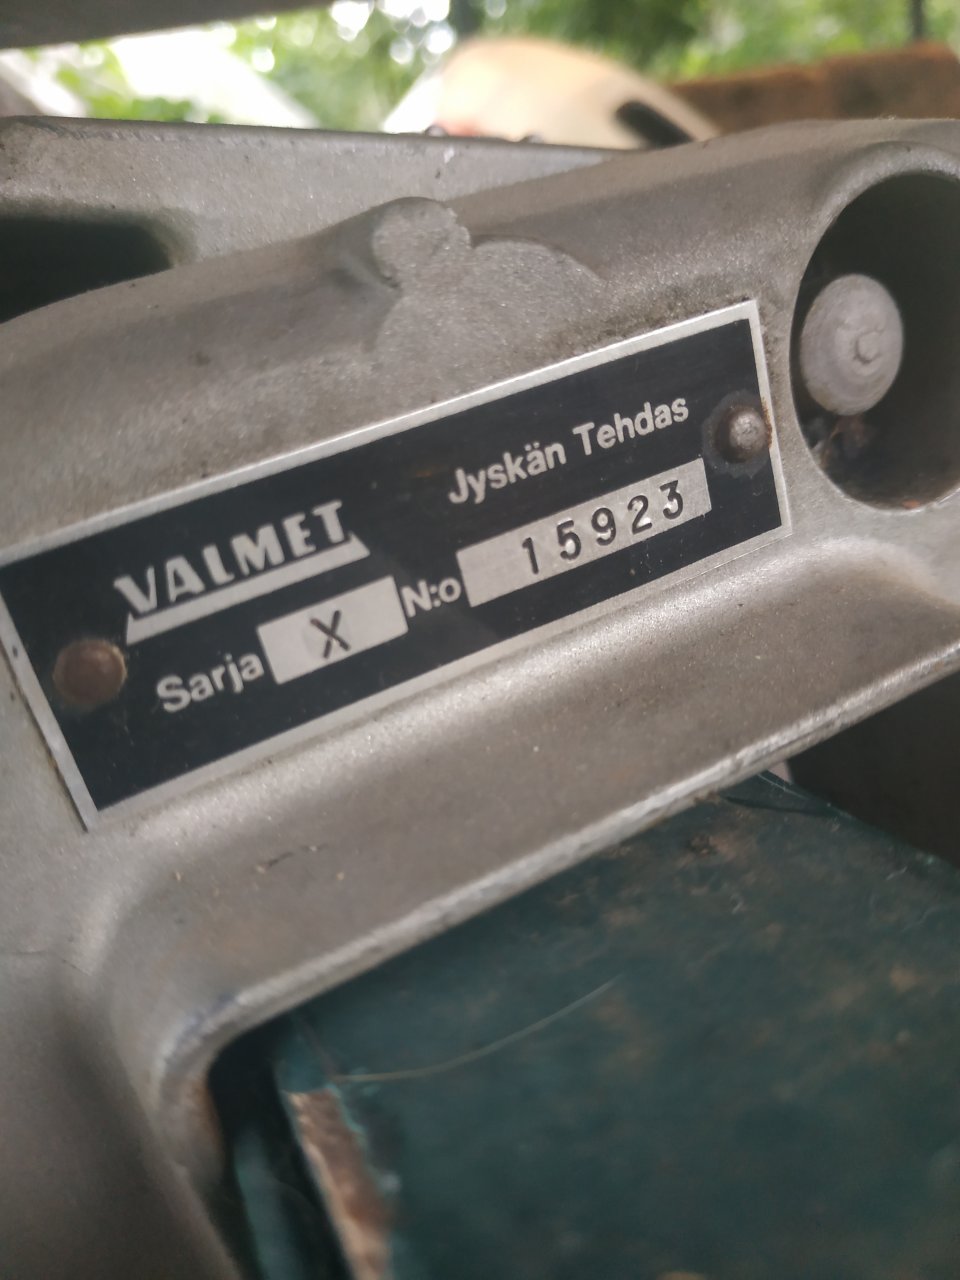 Jyskän Tehdas
VALMET
Sarja X N:o 15923